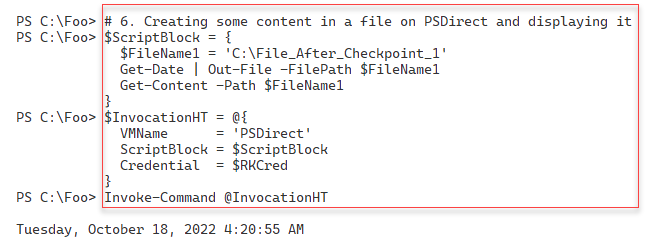 PS C:\Foo> # 6. Creating some content in a file on PSDirect and displaying it
PS C:\Foo> $ScriptBlock = {
$FileName1 = 'C:\File_After_Checkpoint_1'
Get-Date | Out-File -FilePath $FileName1
Get-Content -Path $FileName1
}
PS C:\Foo> $InvocationHT = @{
VMName      = 'PSDirect'
ScriptBlock = $ScriptBlock
Credential  = $RKCred
}
PS C:\Foo> Invoke-Command @InvocationHT
Tuesday, October 18, 2022 4:20:55 AM